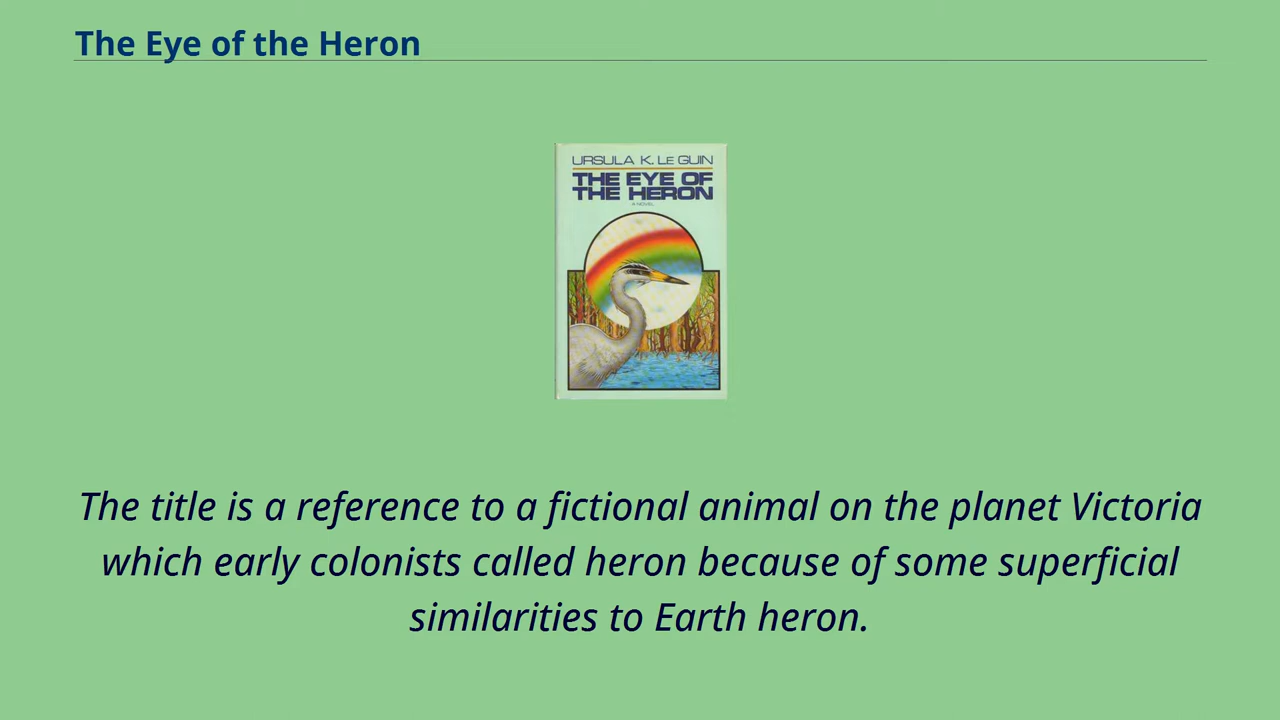 The Eye of the Heron
URSULA K. LE GUIN
THE EYE OF
THE HERON
A NOVEL
The title is a reference to a fictional animal on the planet Victoria
which early colonists called heron because of some superficial
similarities to Earth heron.